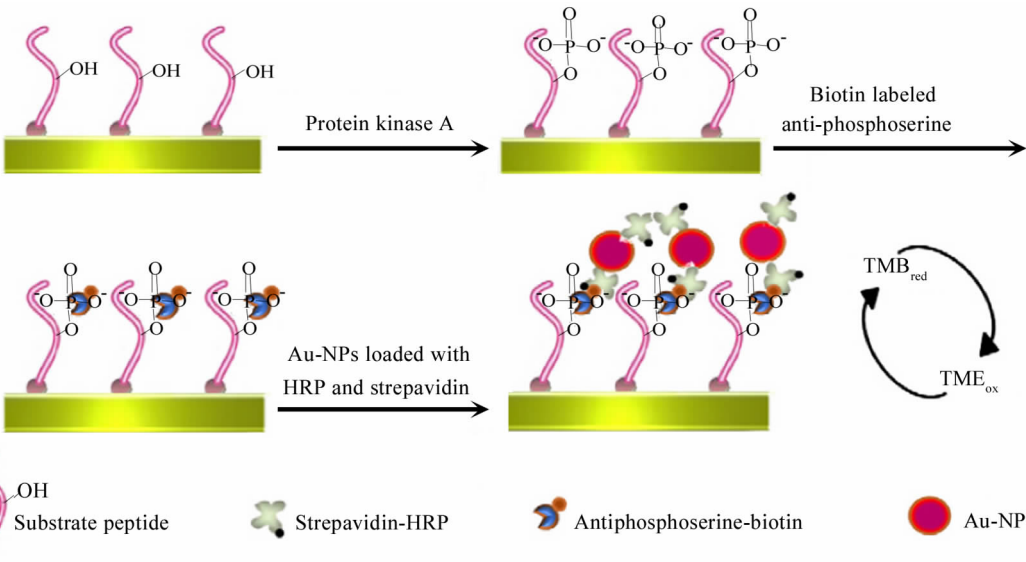 OH
OH
OH
Protein kinase A
O
-O-P-O-
O
O
-O-P-O-
O
O
-O-P-O-
O
Biotin labeled
anti-phosphoserine
O
-O-P-O-
O
O
-O-P-O-
O
O
-O-P-O-
O
Au-NPs loaded with
HRP and strepavidin
O
-O-P-O-
O
O
-O-P-O-
O
O
-O-P-O-
O
TMBred
TMEox
OH
Substrate peptide
Strepavidin-HRP
Antiphosphoserine-biotin
Au-NP